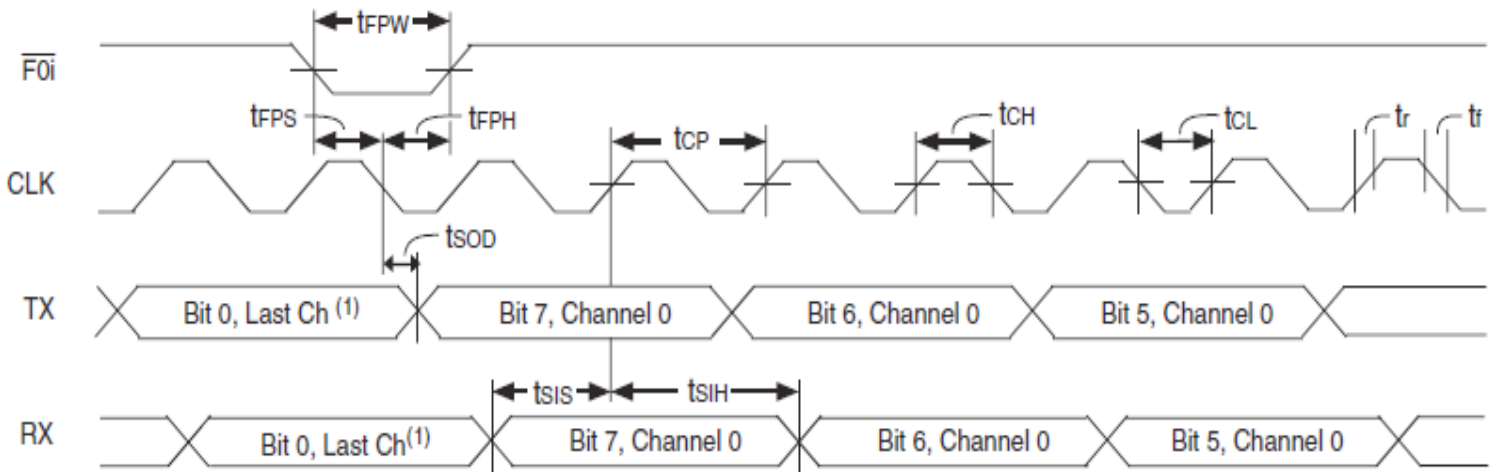 tFPW
F0i
tFPS
tFPH
tCP
tCH
tCL
tr
tf
CLK
tSOD
TX
Bit 0, Last Ch (1)
Bit 7, Channel 0
Bit 6, Channel 0
Bit 5, Channel 0
tSIS
tSIH
RX
Bit 0, Last Ch(1)
Bit 7, Channel 0
Bit 6, Channel 0
Bit 5, Channel 0